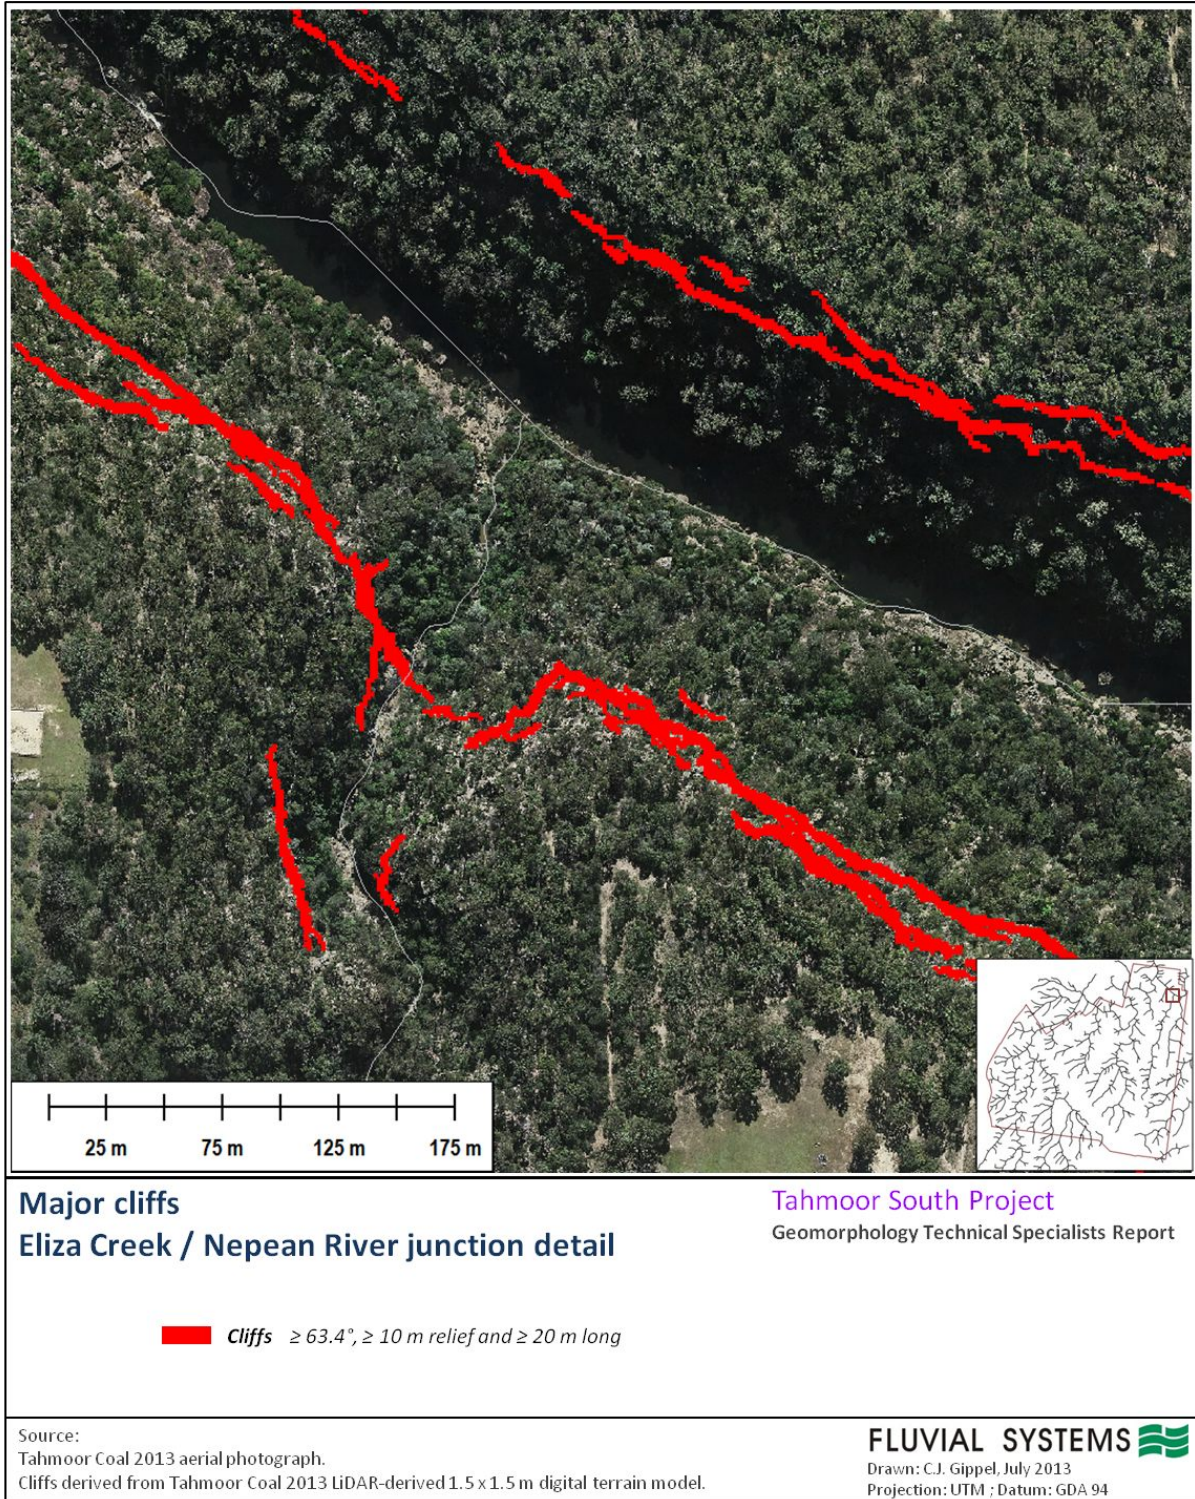 25 m 75 m 125 m 175 m
Major cliffs
Eliza Creek / Nepean River junction detail
Tahmoor South Project
Geomorphology Technical Specialists Report
Cliffs ≥ 63.4°, ≥ 10 m relief and ≥ 20 m long
Source:
Tahmoor Coal 2013 aerial photograph.
Cliffs derived from Tahmoor Coal 2013 LiDAR-derived 1.5 x 1.5 m digital terrain model.
FLUVIAL SYSTEMS
Drawn: C.J. Gippel, July 2013
Projection: UTM ; Datum: GDA 94